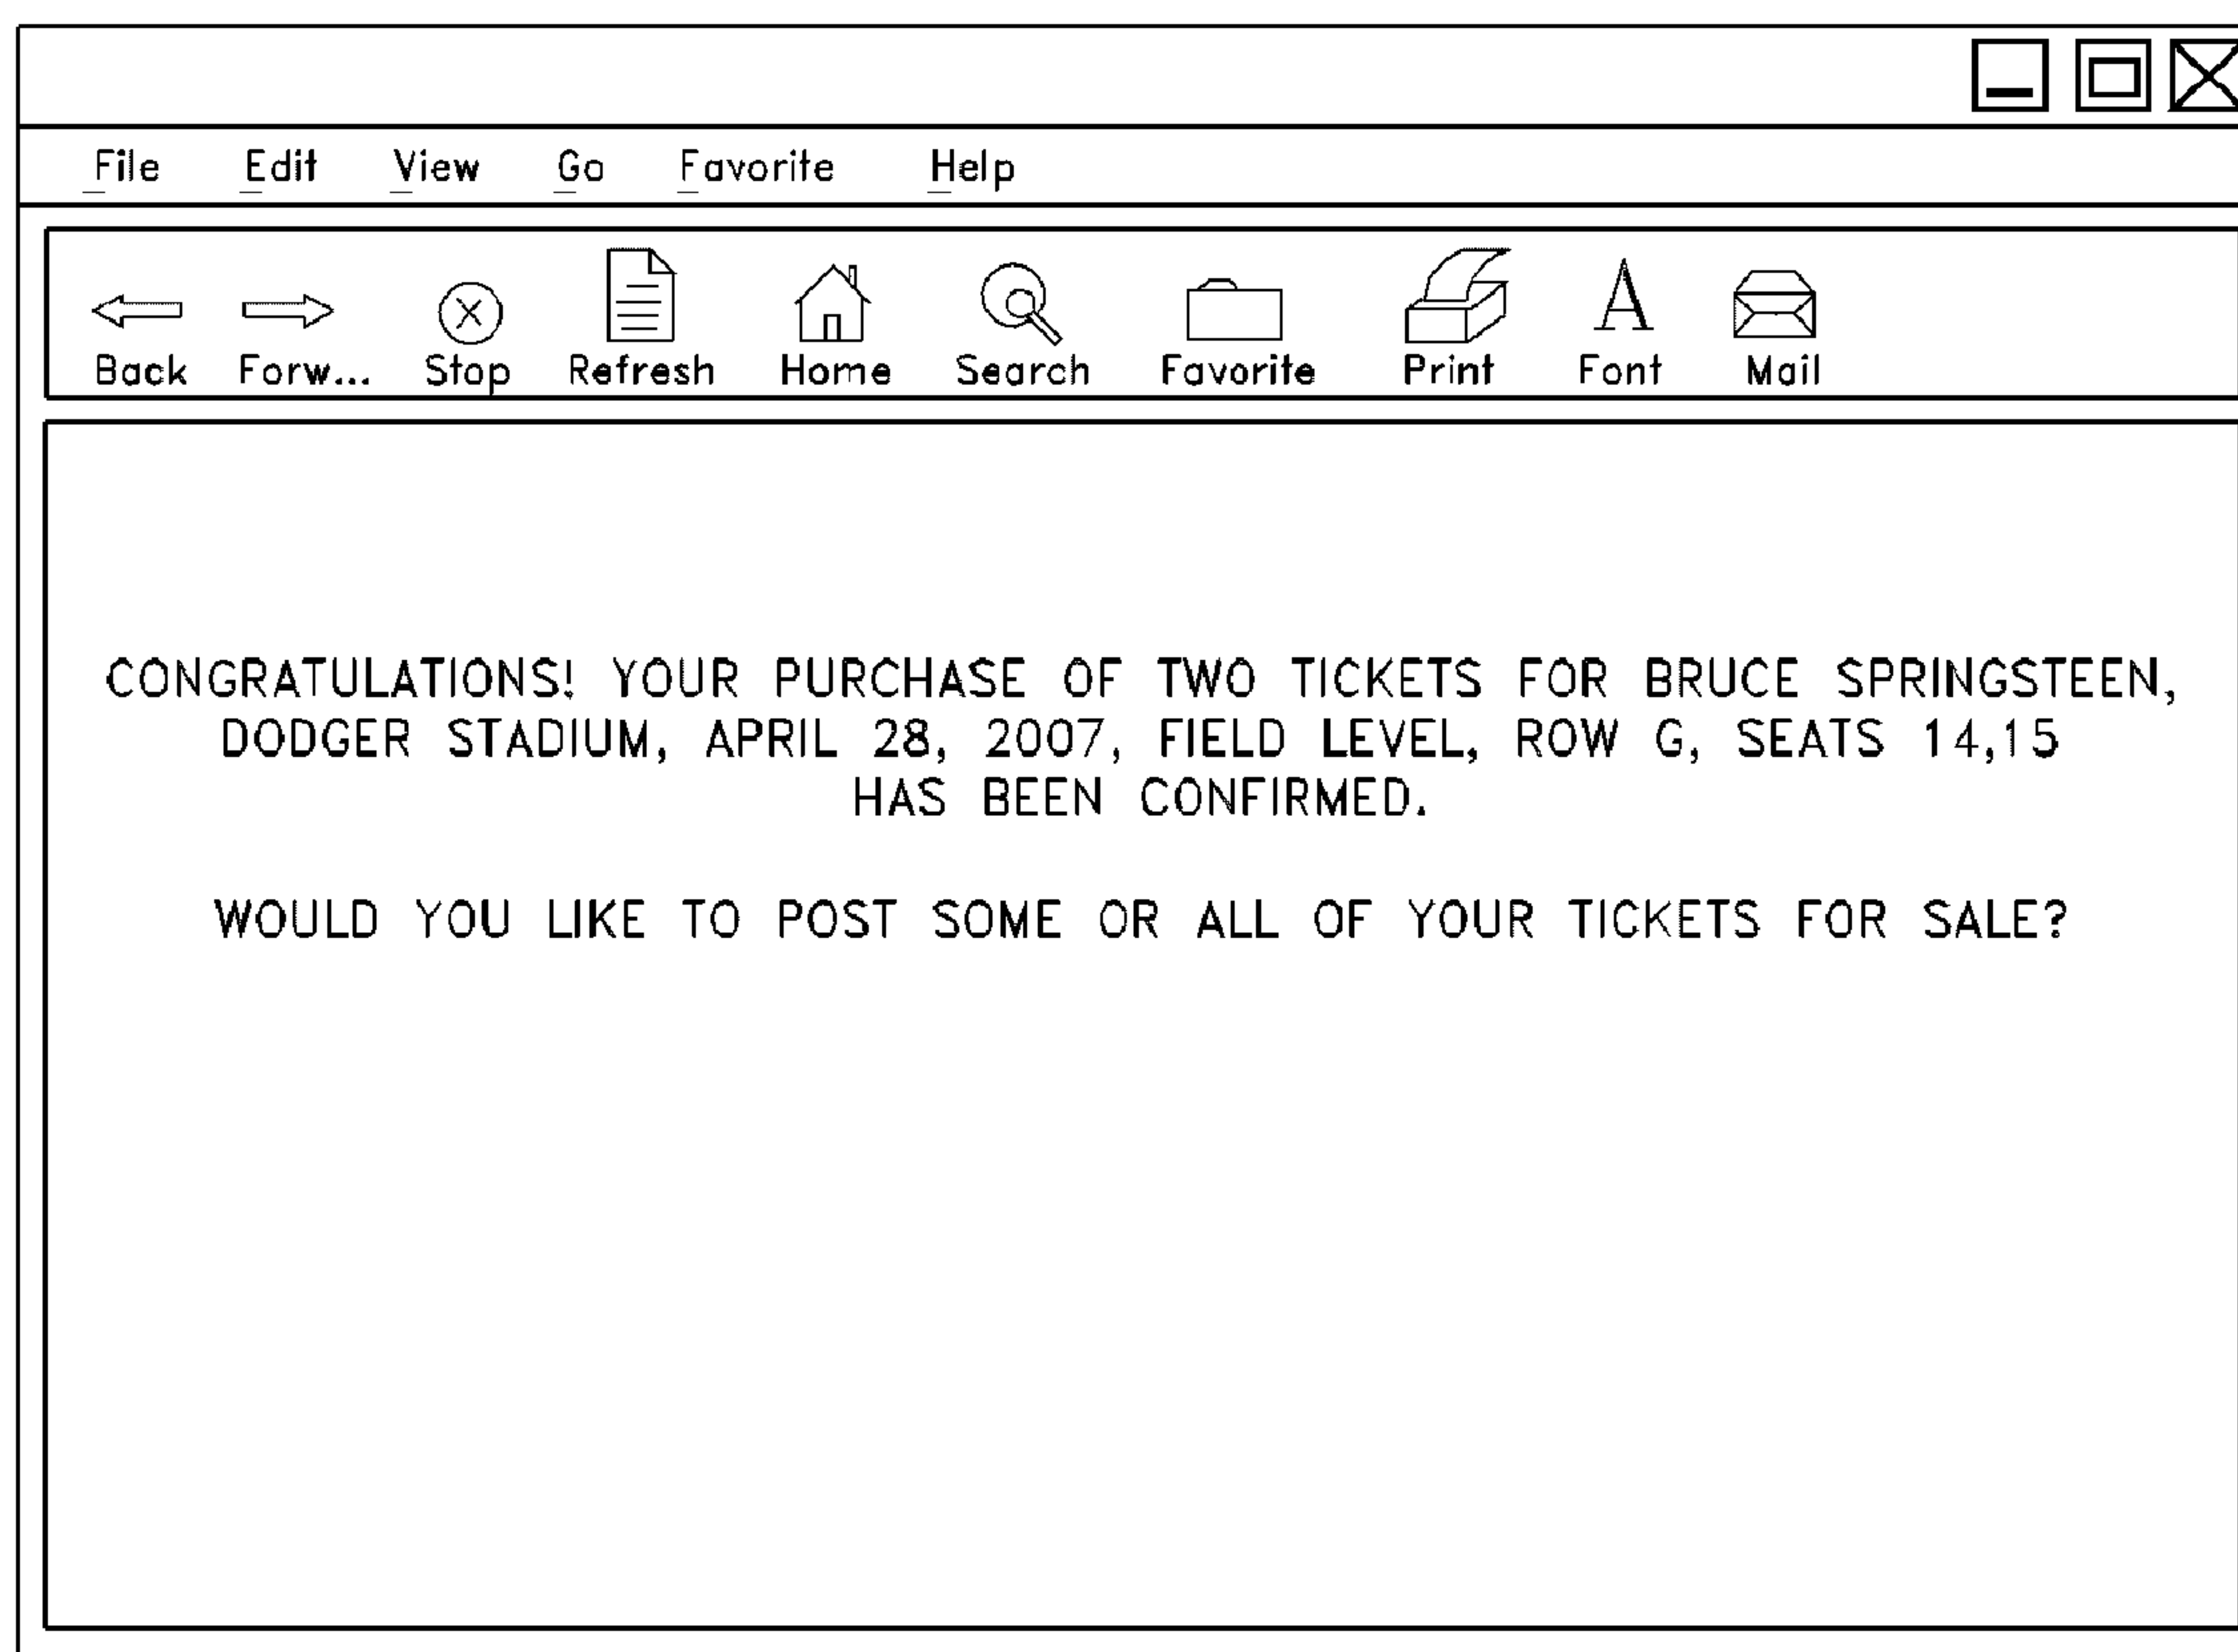 File Edit View Go Favorite Help
Back Forw... Stop Refresh Home Search Favorite Print Font Mail
CONGRATULATIONS! YOUR PURCHASE OF TWO TICKETS FOR BRUCE SPRINGSTEEN,
DODGER STADIUM, APRIL 28, 2007, FIELD LEVEL, ROW G, SEATS 14,15
HAS BEEN CONFIRMED.
WOULD YOU LIKE TO POST SOME OR ALL OF YOUR TICKETS FOR SALE?